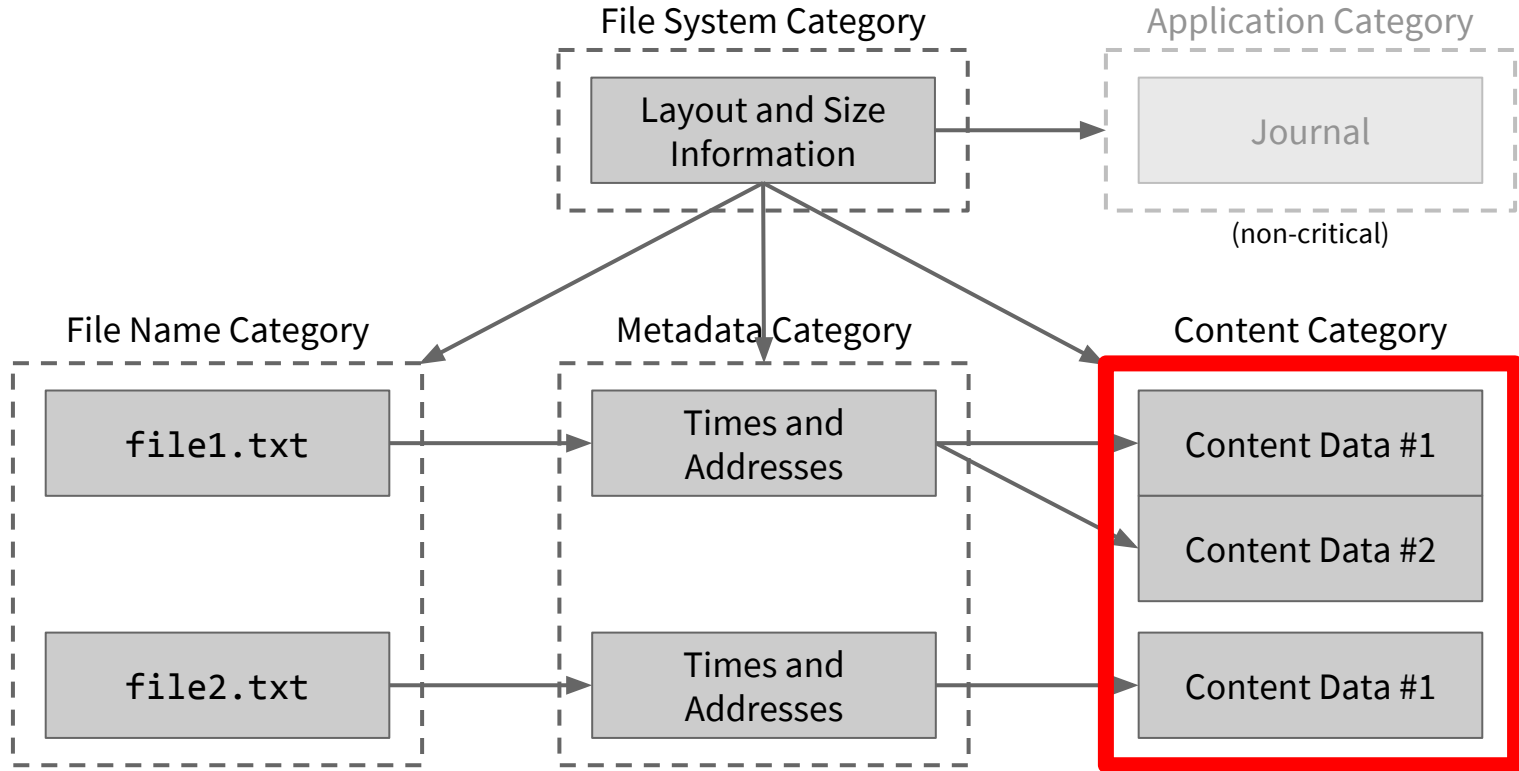 File System Category
Application Category
Layout and Size
Information
Journal
(non-critical)
File Name Category
Metadata Category
Content Category
file1.txt
Times and
Addresses
Content Data #1
Content Data #2
file2.txt
Times and
Addresses
Content Data #1